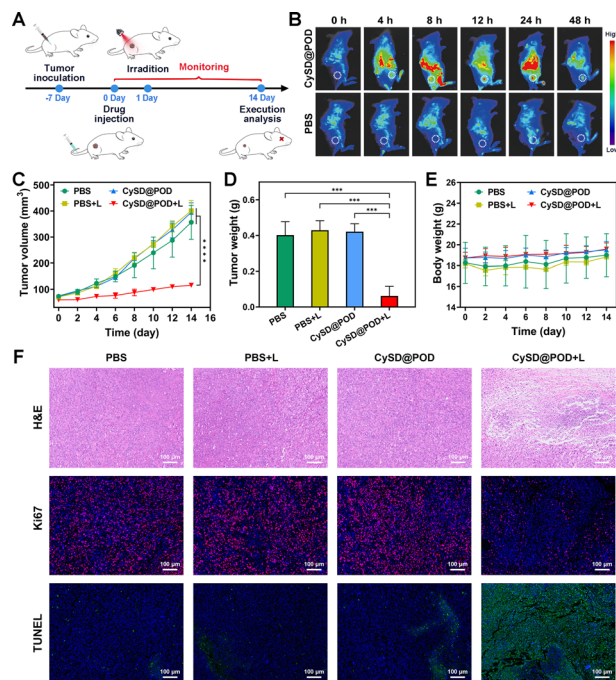 A
Tumor inoculation
Irradition
Monitoring
-7 Day
0 Day
1 Day
14 Day
Drug injection
Execution analysis
B
0 h
4 h
8 h
12 h
24 h
48 h
CySD@POD
PBS
High
Low
C
PBS
CySD@POD
PBS+L
CySD@POD+L
Tumor volume (mm³)
500
400
300
200
100
0 2 4 6 8 10 12 14 16
Time (day)
****
D
Tumor weight (g)
0.8
0.4
0.0
***
***
***
PBS
PBS+L
CySD@POD
CySD@POD+L
E
PBS
CySD@POD
PBS+L
CySD@POD+L
Body weight (g)
26
24
22
20
18
16
14
0 2 4 6 8 10 12 14
Time (day)
F
PBS
PBS+L
CySD@POD
CySD@POD+L
H&E
100 μm
100 μm
100 μm
100 μm
Ki67
100 μm
100 μm
100 μm
100 μm
TUNEL
100 μm
100 μm
100 μm
100 μm